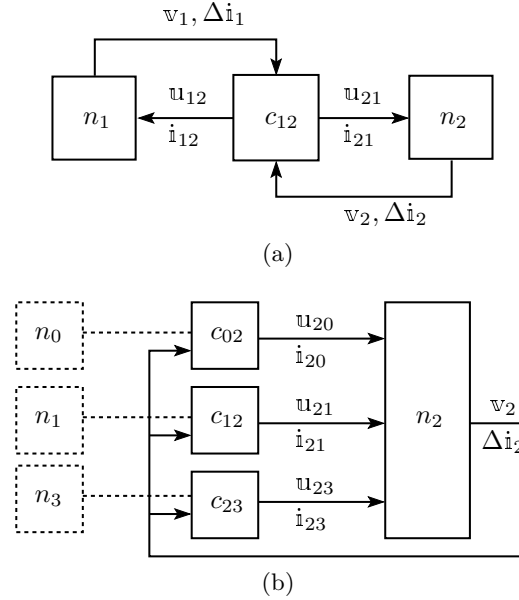 𝕧₁, Δ𝕚₁
n₁
𝕦₁₂
𝕚₁₂
c₁₂
𝕦₂₁
𝕚₂₁
n₂
𝕧₂, Δ𝕚₂
(a)
n₀
c₀₂
𝕦₂₀
𝕚₂₀
n₁
c₁₂
𝕦₂₁
𝕚₂₁
n₂
𝕧₂
Δ𝕚₂
n₃
c₂₃
𝕦₂₃
𝕚₂₃
(b)